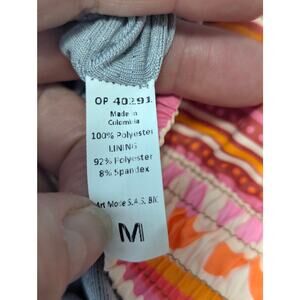 OP 40291
Made in
Colombia
100% Polyester
LINING
92% Polyester
8% Spandex
Art Mode S.A.S. BIC
M